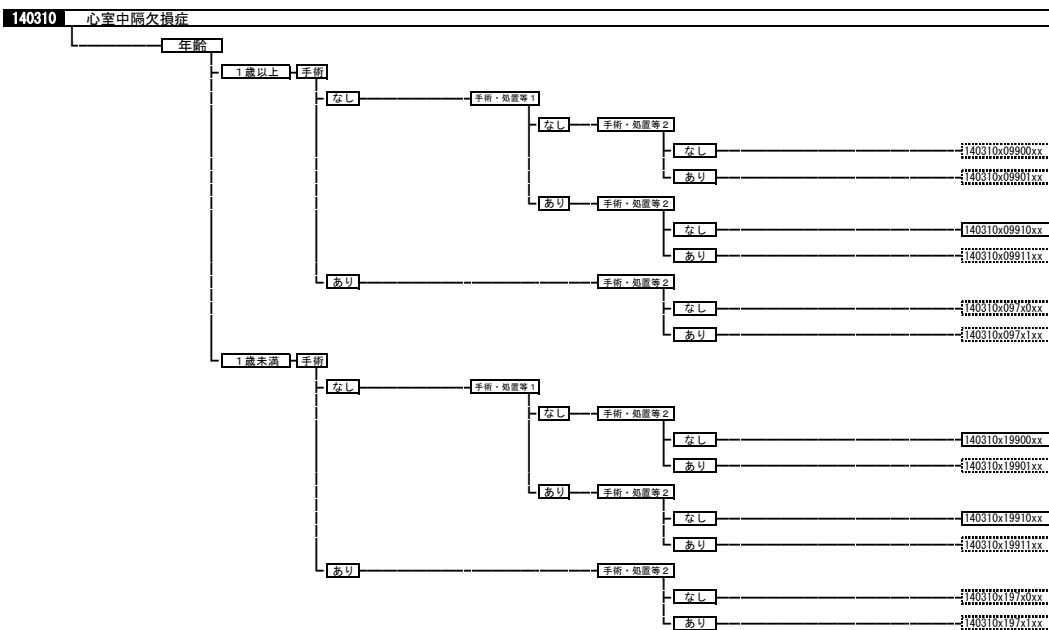 140310 心室中隔欠損症
年齢
1歳以上 手術
なし 手術・処置等1
なし 手術・処置等2
なし 140310x09900xx
あり 140310x09901xx
あり 手術・処置等2
なし 140310x09910xx
あり 140310x09911xx
あり 手術・処置等2
なし 140310x097x0xx
あり 140310x097x1xx
1歳未満 手術
なし 手術・処置等1
なし 手術・処置等2
なし 140310x19900xx
あり 140310x19901xx
あり 手術・処置等2
なし 140310x19910xx
あり 140310x19911xx
あり 手術・処置等2
なし 140310x197x0xx
あり 140310x197x1xx